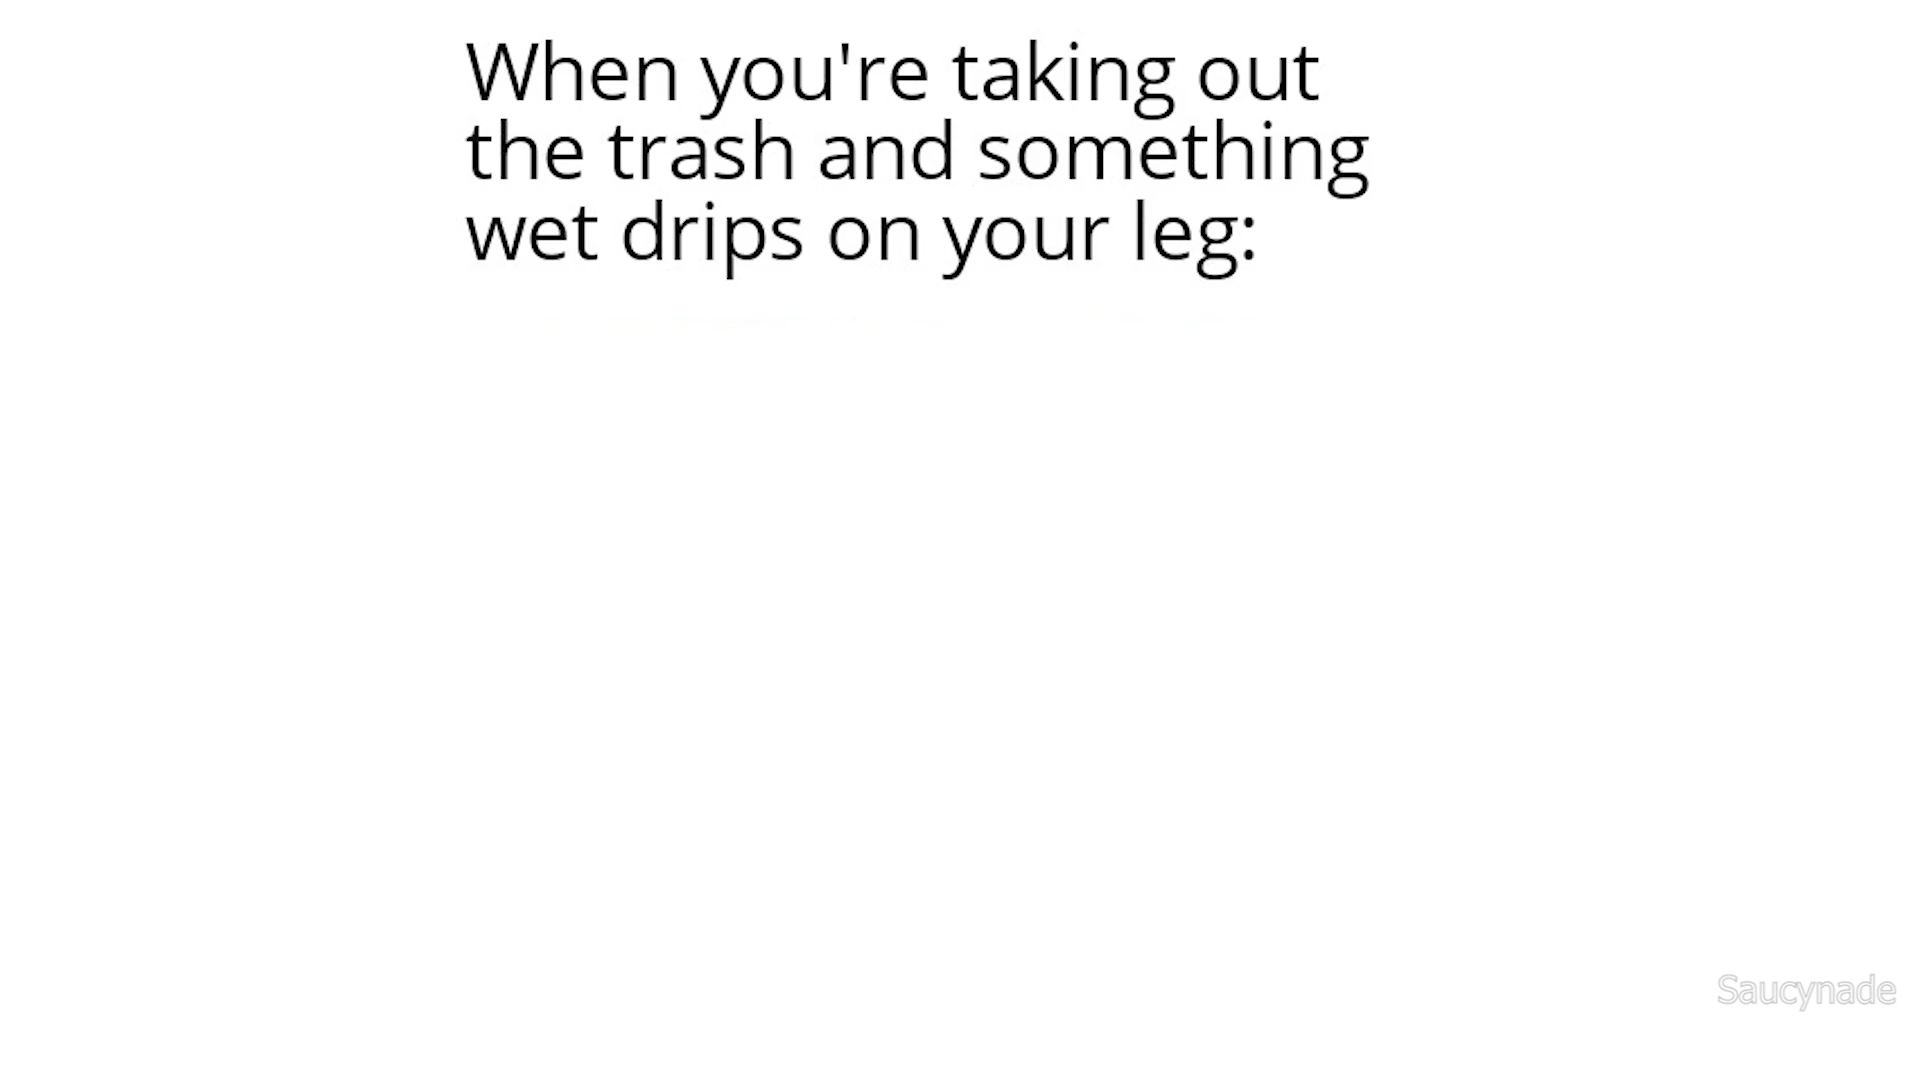 When you're taking out
the trash and something
wet drips on your leg:
Saucynade